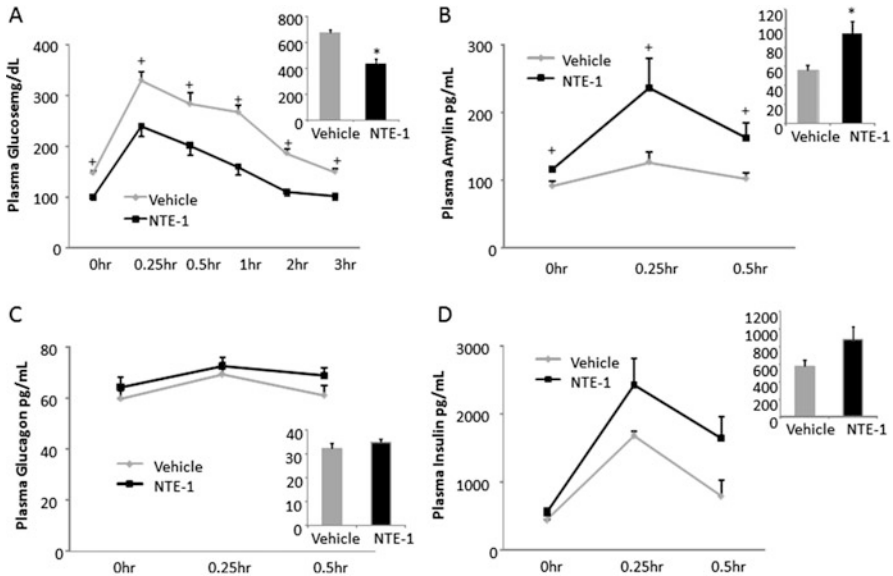 A
Plasma Glucosemg/dL
400
300
200
100
0
+ + + + + +
Vehicle
NTE-1
0hr 0.25hr 0.5hr 1hr 2hr 3hr
800
600
400
200
0
*
Vehicle NTE-1
B
Plasma Amylin pg/mL
300
200
100
0
+ + +
Vehicle
NTE-1
0hr 0.25hr 0.5hr
120
100
80
60
40
20
0
*
Vehicle NTE-1
C
Plasma Glucagon pg/mL
80
60
40
20
0
Vehicle
NTE-1
0hr 0.25hr 0.5hr
40
30
20
10
0
Vehicle NTE-1
D
Plasma Insulin pg/mL
3000
2000
1000
0
Vehicle
NTE-1
0hr 0.25hr 0.5hr
1200
1000
800
600
400
200
0
Vehicle NTE-1